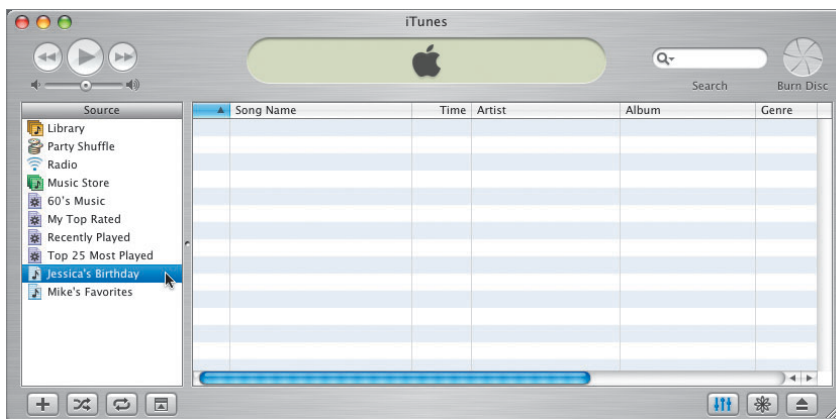 iTunes
Search
Burn Disc
Source
Song Name Time Artist Album Genre
Library
Party Shuffle
Radio
Music Store
60's Music
My Top Rated
Recently Played
Top 25 Most Played
Jessica's Birthday
Mike's Favorites